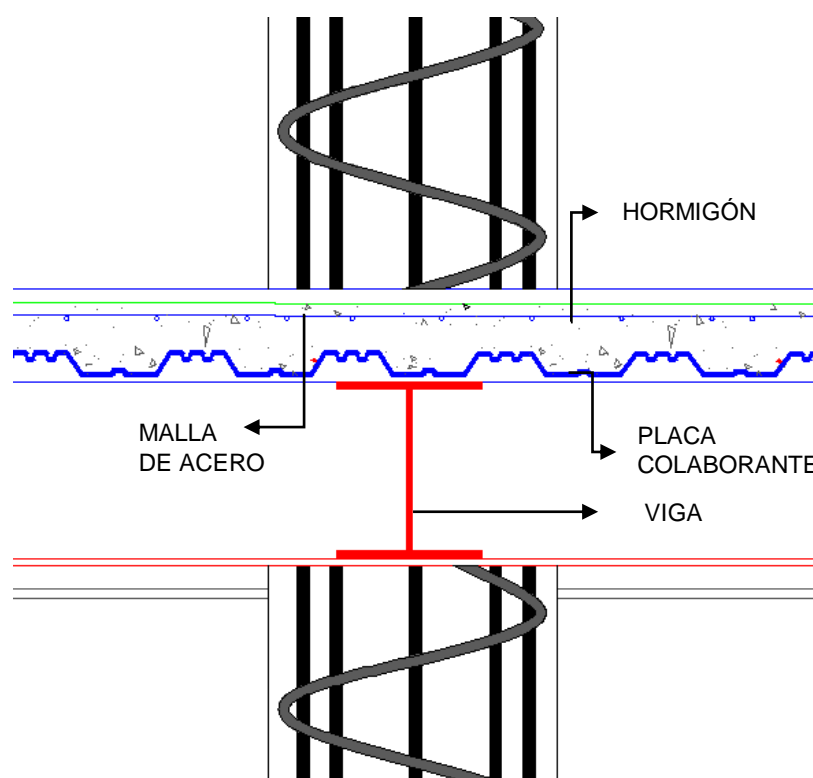 HORMIGÓN
MALLA
DE ACERO
PLACA
COLABORANTE
VIGA